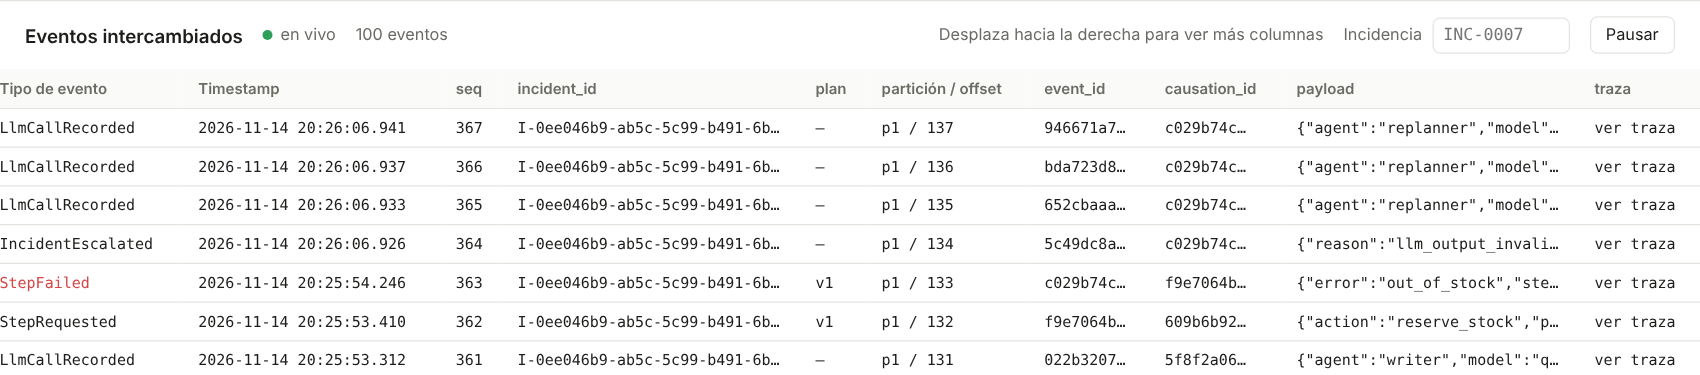 Eventos intercambiados en vivo 100 eventos Desplaza hacia la derecha para ver más columnas Incidencia INC-0007 Pausar
Tipo de evento Timestamp seq incident_id plan partición / offset event_id causation_id payload traza
LlmCallRecorded 2026-11-14 20:26:06.941 367 I-0ee046b9-ab5c-5c99-b491-6b… – p1 / 137 946671a7… c029b74c… {"agent":"replanner","model"… ver traza
LlmCallRecorded 2026-11-14 20:26:06.937 366 I-0ee046b9-ab5c-5c99-b491-6b… – p1 / 136 bda723d8… c029b74c… {"agent":"replanner","model"… ver traza
LlmCallRecorded 2026-11-14 20:26:06.933 365 I-0ee046b9-ab5c-5c99-b491-6b… – p1 / 135 652cbaaa… c029b74c… {"agent":"replanner","model"… ver traza
IncidentEscalated 2026-11-14 20:26:06.926 364 I-0ee046b9-ab5c-5c99-b491-6b… – p1 / 134 5c49dc8a… c029b74c… {"reason":"llm_output_invali… ver traza
StepFailed 2026-11-14 20:25:54.246 363 I-0ee046b9-ab5c-5c99-b491-6b… v1 p1 / 133 c029b74c… f9e7064b… {"error":"out_of_stock","ste… ver traza
StepRequested 2026-11-14 20:25:53.410 362 I-0ee046b9-ab5c-5c99-b491-6b… v1 p1 / 132 f9e7064b… 609b6b92… {"action":"reserve_stock","p… ver traza
LlmCallRecorded 2026-11-14 20:25:53.312 361 I-0ee046b9-ab5c-5c99-b491-6b… – p1 / 131 022b3207… 5f8f2a06… {"agent":"writer","model":"q… ver traza